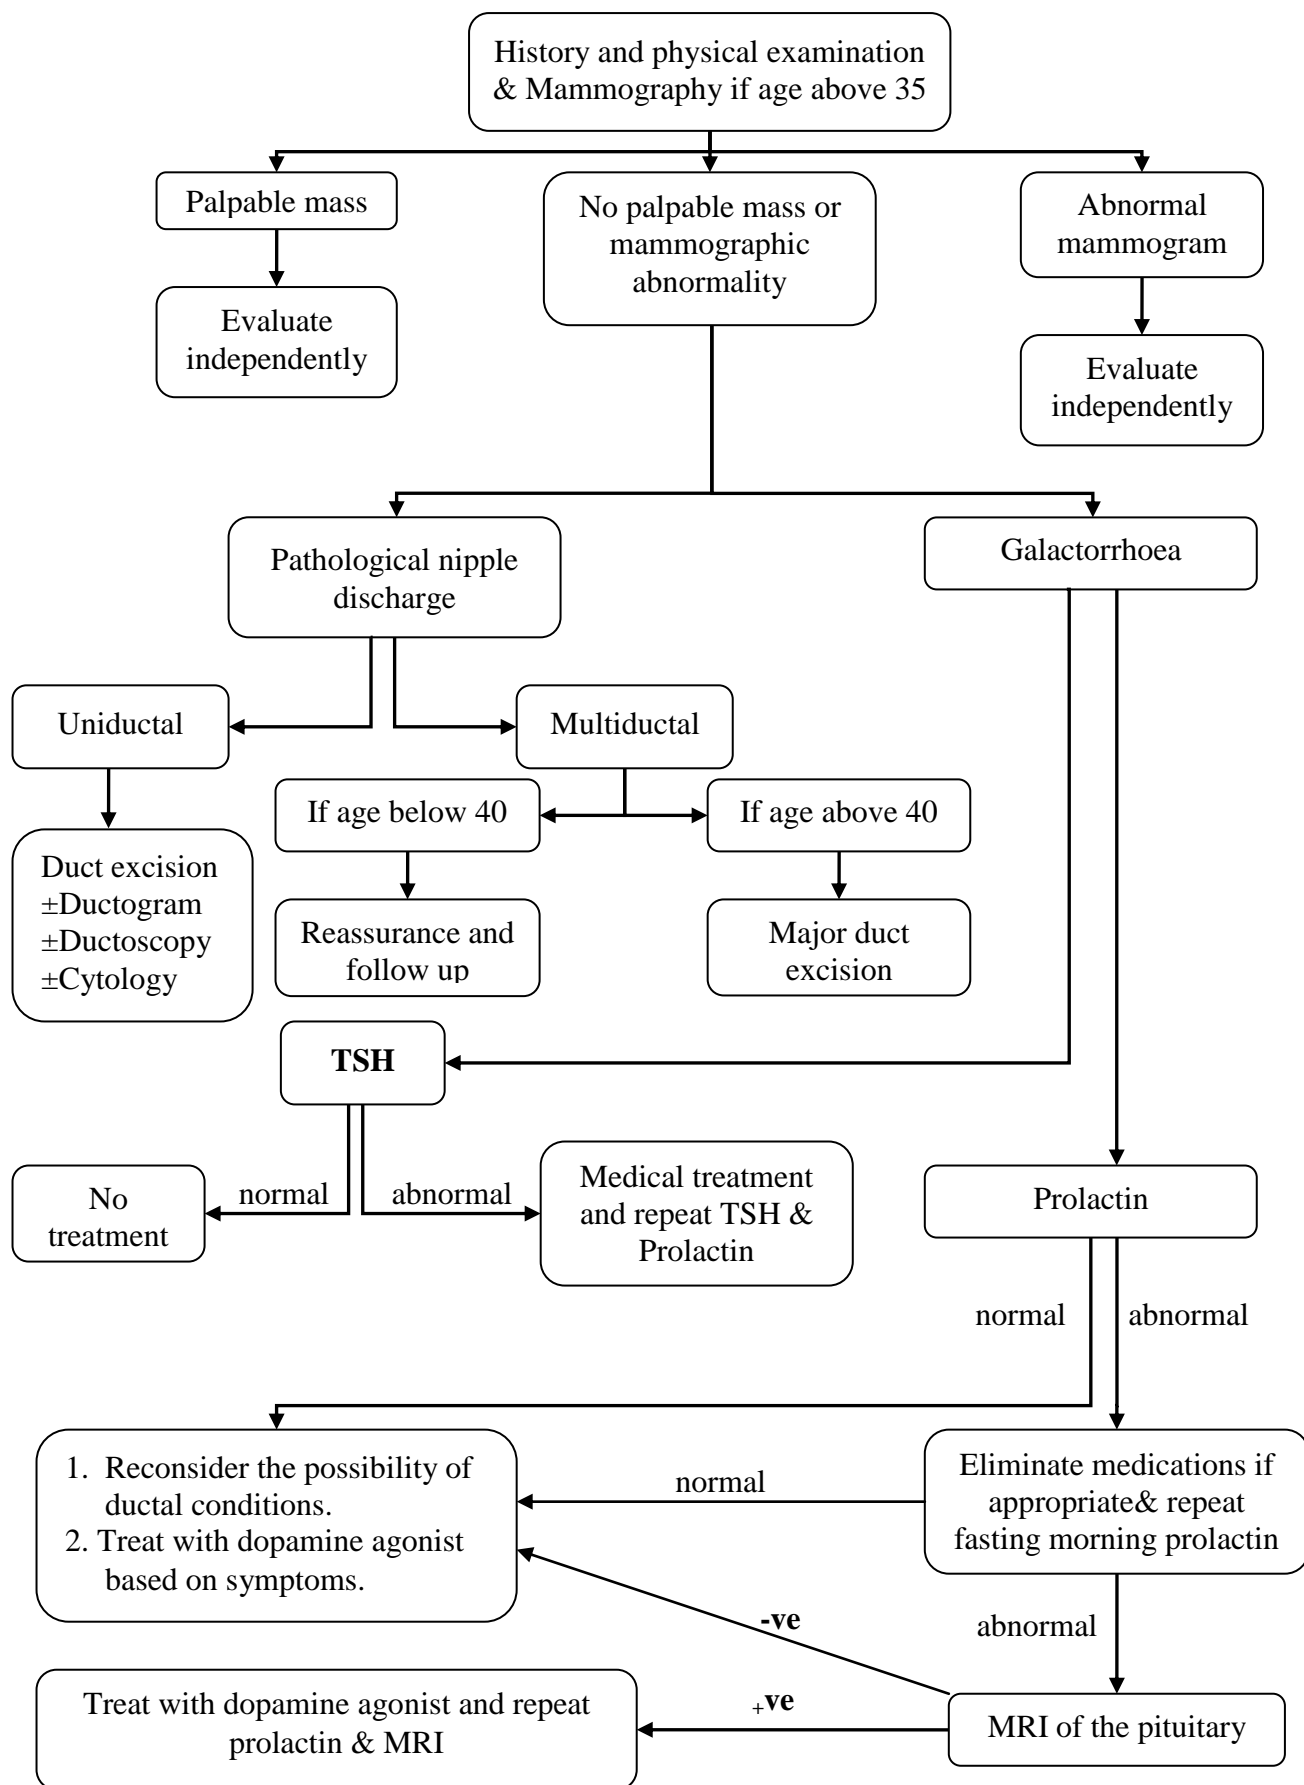 History and physical examination
& Mammography if age above 35
Palpable mass
No palpable mass or
mammographic
abnormality
Abnormal
mammogram
Evaluate
independently
Evaluate
independently
Pathological nipple
discharge
Galactorrhoea
Uniductal
Multiductal
If age below 40
If age above 40
Duct excision
±Ductogram
±Ductoscopy
±Cytology
Reassurance and
follow up
Major duct
excision
TSH
No
treatment
normal
abnormal
Medical treatment
and repeat TSH &
Prolactin
Prolactin
normal
abnormal
1. Reconsider the possibility of
ductal conditions.
2. Treat with dopamine agonist
based on symptoms.
normal
Eliminate medications if
appropriate& repeat
fasting morning prolactin
-ve
abnormal
Treat with dopamine agonist and repeat
prolactin & MRI
+ve
MRI of the pituitary